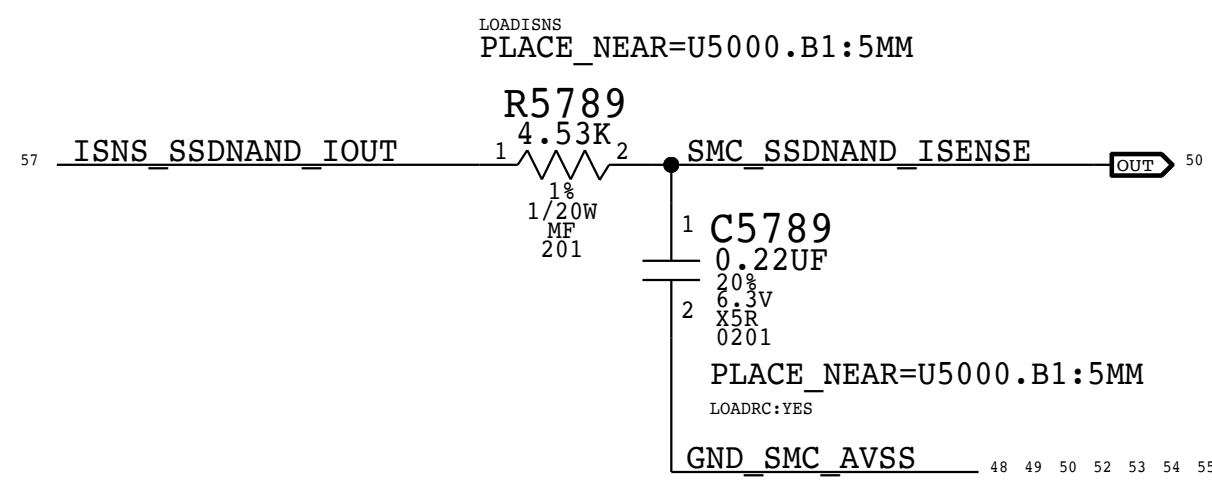 LOADISNS
PLACE_NEAR=U5000.B1:5MM
R5789
4.53K
57 ISNS_SSDNAND_IOUT 1 2 SMC_SSDNAND_ISENSE OUT 50
1%
1/20W
MF
201
1 C5789
0.22UF
20%
6.3V
2 X5R
0201
PLACE_NEAR=U5000.B1:5MM
LOADRC:YES
GND_SMC_AVSS 48 49 50 52 53 54 55